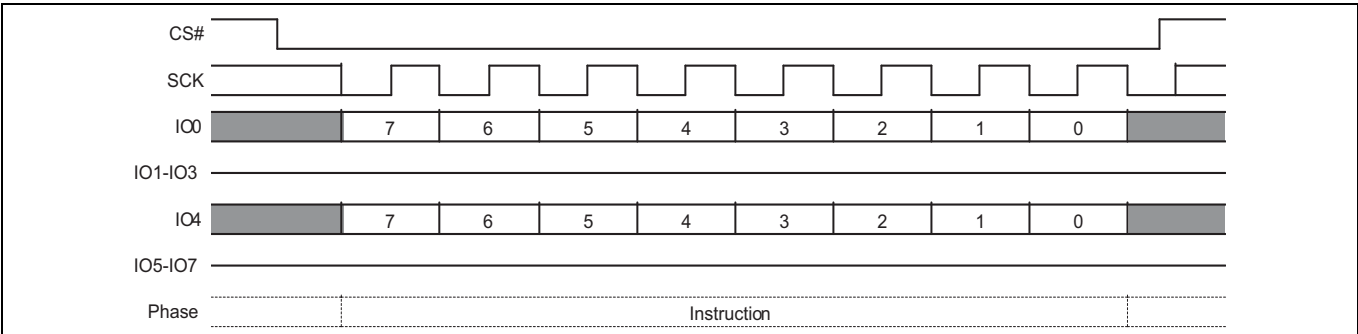 CS#
SCK
IO0 7 6 5 4 3 2 1 0
IO1-IO3
IO4 7 6 5 4 3 2 1 0
IO5-IO7
Phase Instruction